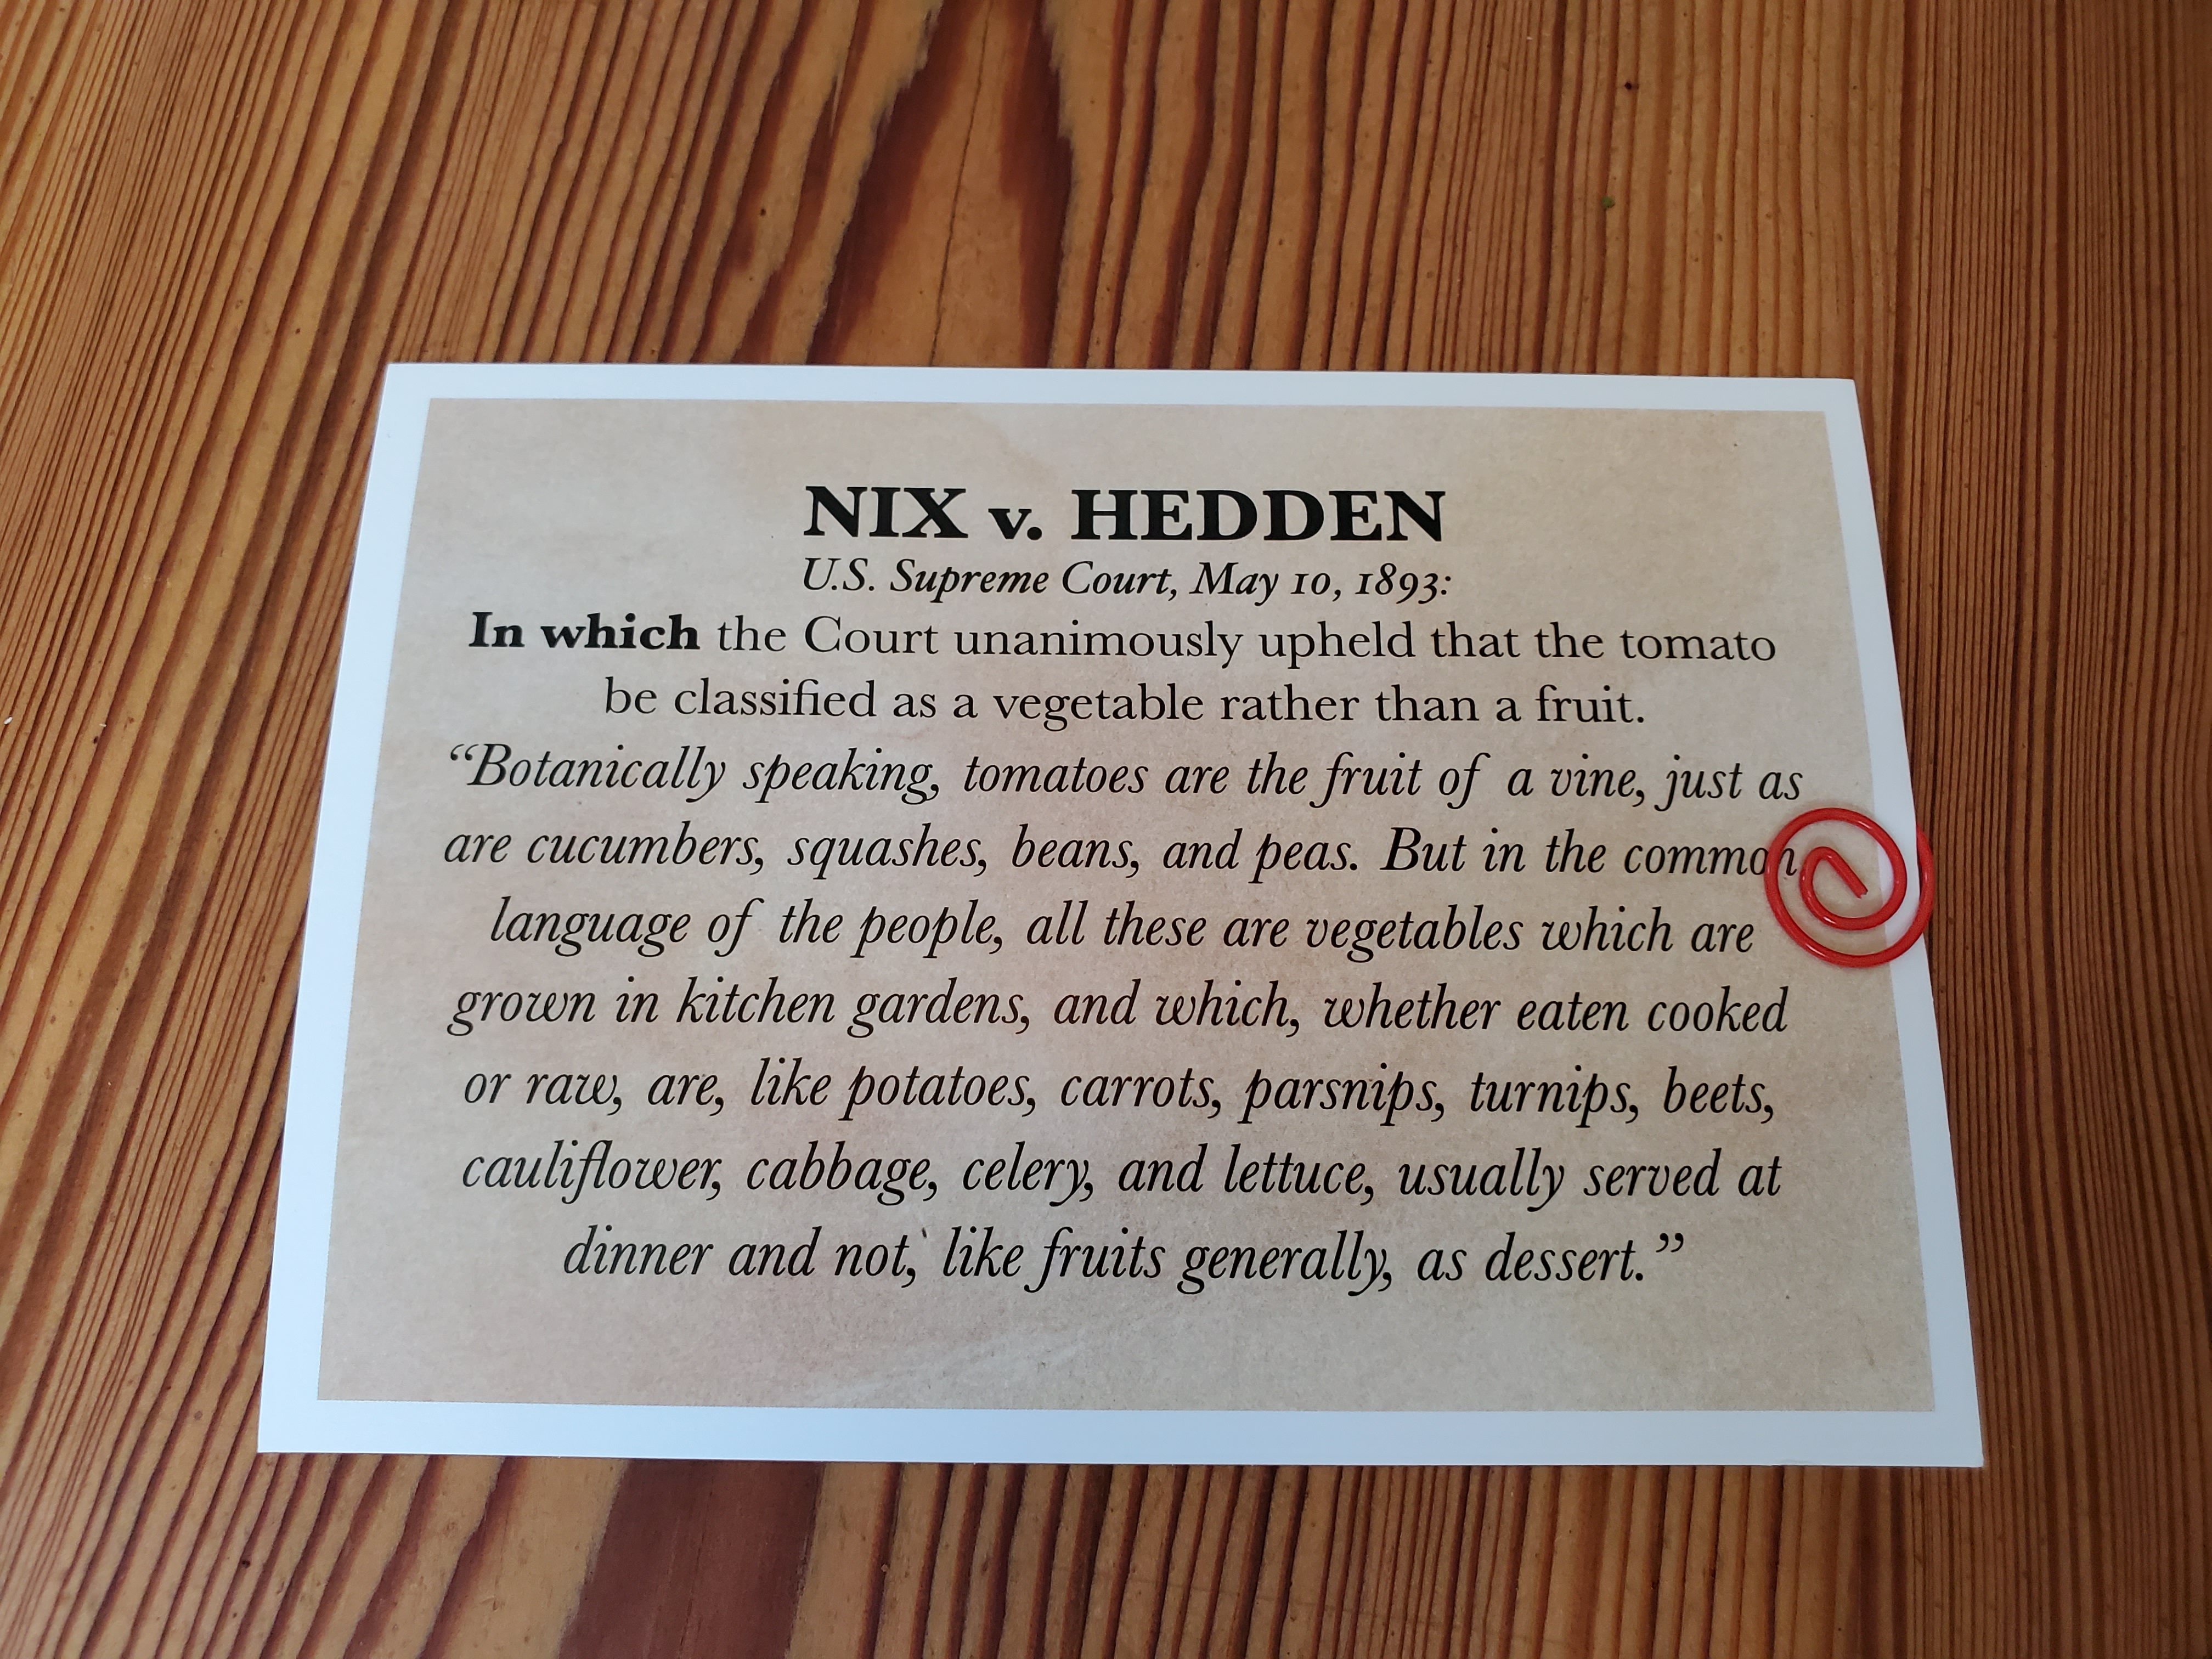 NIX v. HEDDEN
U.S. Supreme Court, May 10, 1893:
In which the Court unanimously upheld that the tomato
be classified as a vegetable rather than a fruit.
“Botanically speaking, tomatoes are the fruit of a vine, just as
are cucumbers, squashes, beans, and peas. But in the common
language of the people, all these are vegetables which are
grown in kitchen gardens, and which, whether eaten cooked
or raw, are, like potatoes, carrots, parsnips, turnips, beets,
cauliflower, cabbage, celery, and lettuce, usually served at
dinner and not, like fruits generally, as dessert.”